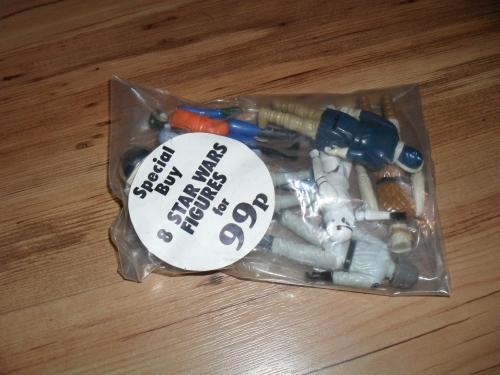 Special
Buy
8 STAR WARS
FIGURES
for
99p